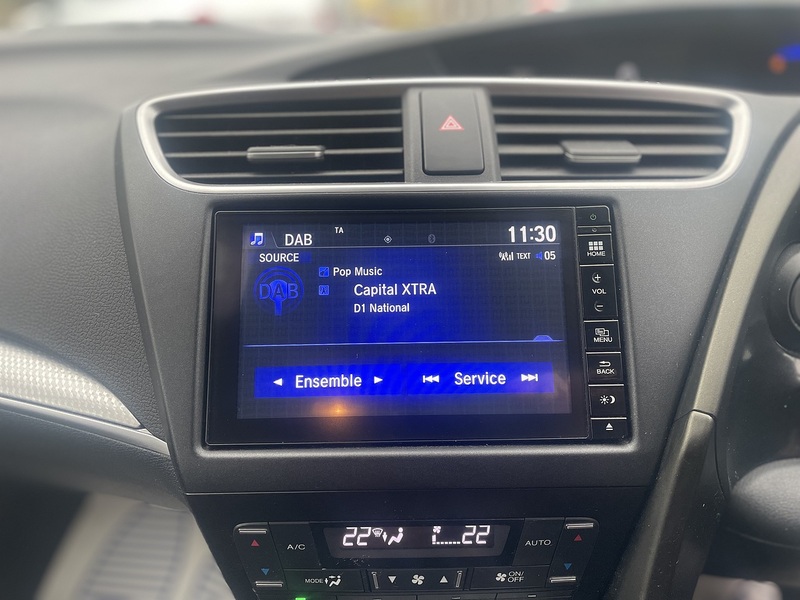 DAB TA 11:30
SOURCE TEXT 05
DAB
Pop Music
Capital XTRA
D1 National
Ensemble Service
HOME
VOL
+
−
MENU
BACK
22 22
A/C AUTO
MODE ON/OFF